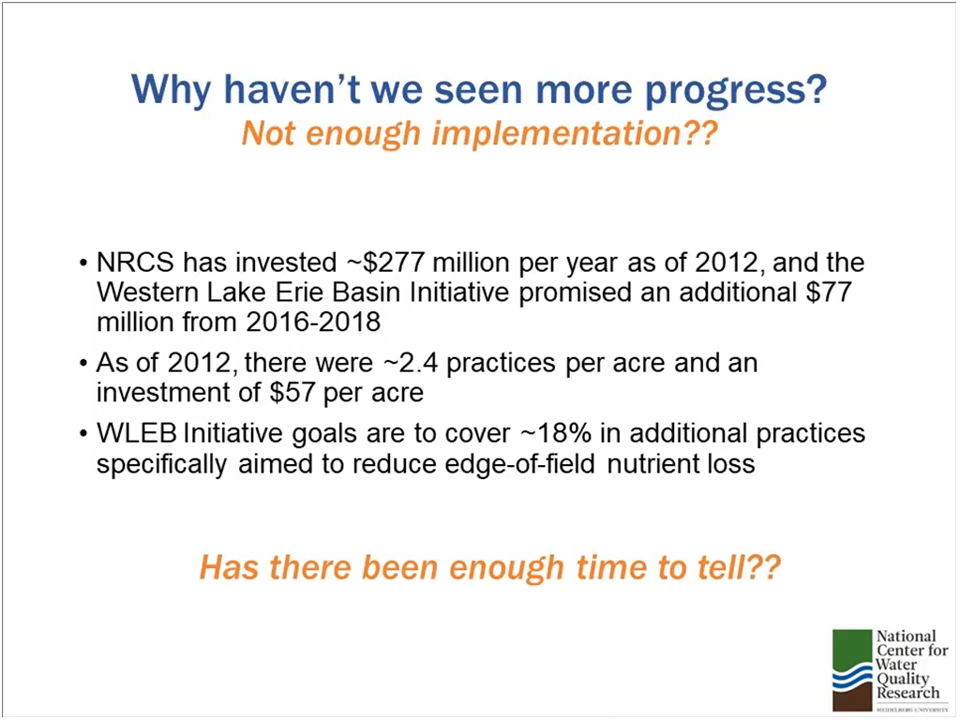 Why haven't we seen more progress?
Not enough implementation??
• NRCS has invested ~$277 million per year as of 2012, and the
Western Lake Erie Basin Initiative promised an additional $77
million from 2016-2018
• As of 2012, there were ~2.4 practices per acre and an
investment of $57 per acre
• WLEB Initiative goals are to cover ~18% in additional practices
specifically aimed to reduce edge-of-field nutrient loss
Has there been enough time to tell??
National
Center for
Water
Quality
Research
HEIDELBERG UNIVERSITY